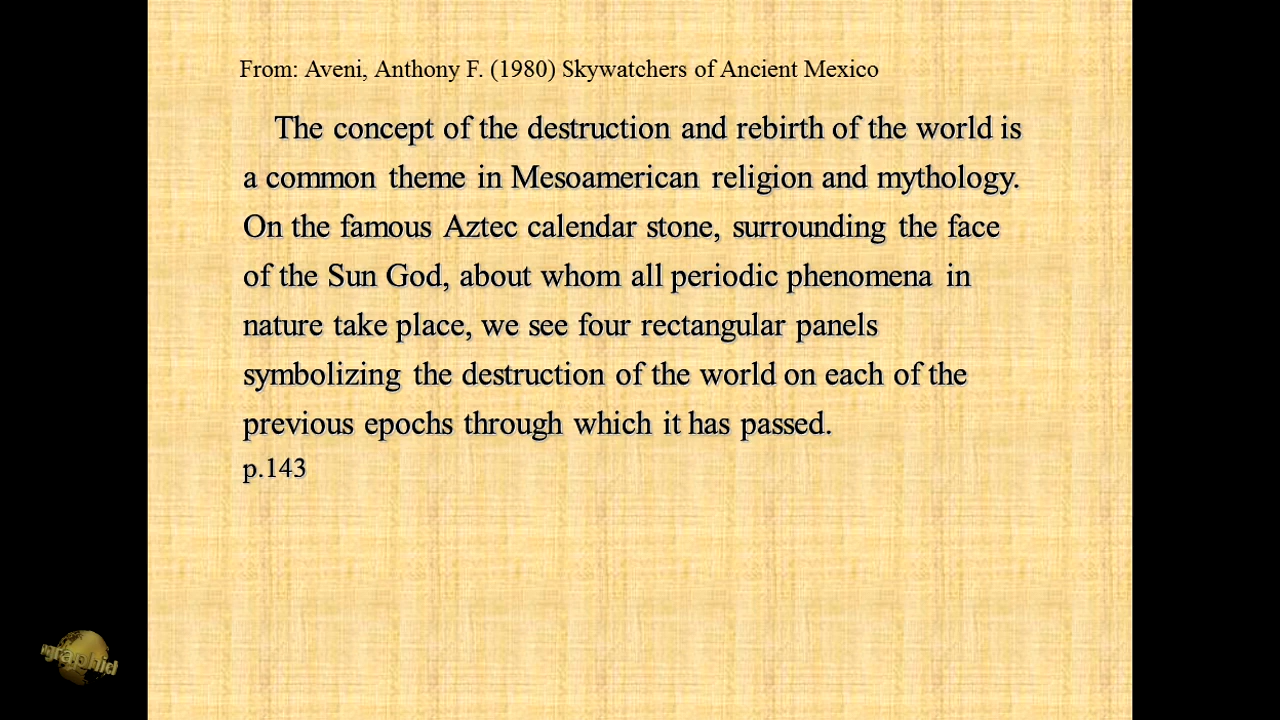 From: Aveni, Anthony F. (1980) Skywatchers of Ancient Mexico
The concept of the destruction and rebirth of the world is
a common theme in Mesoamerican religion and mythology.
On the famous Aztec calendar stone, surrounding the face
of the Sun God, about whom all periodic phenomena in
nature take place, we see four rectangular panels
symbolizing the destruction of the world on each of the
previous epochs through which it has passed.
p.143